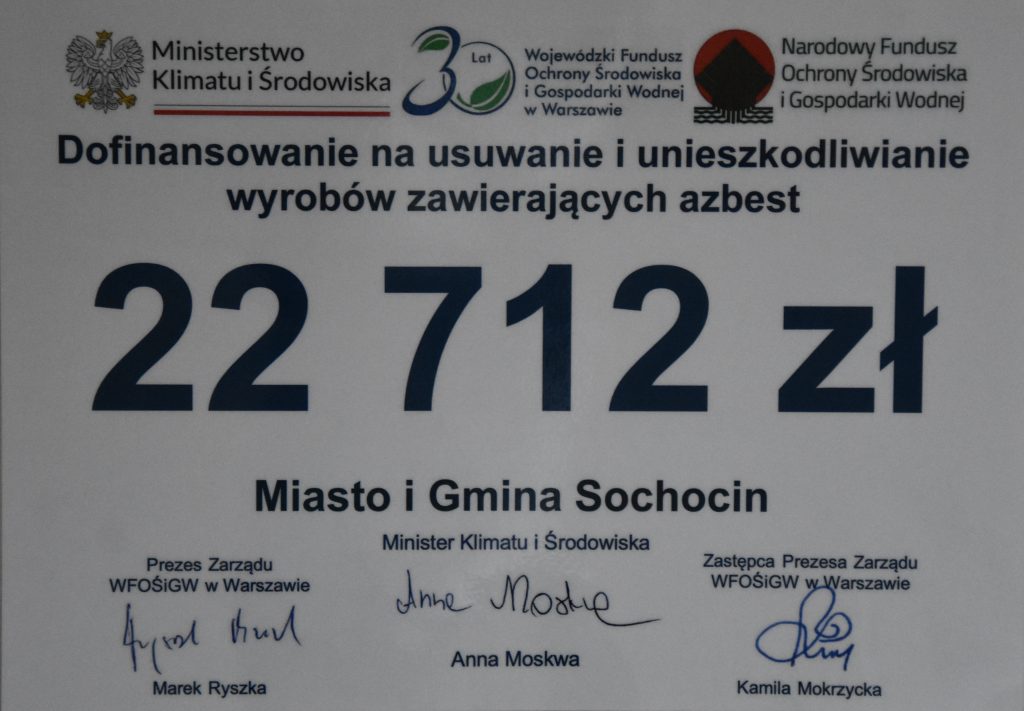 Ministerstwo
Klimatu i Środowiska
30 Lat
Wojewódzki Fundusz
Ochrony Środowiska
i Gospodarki Wodnej
w Warszawie
Narodowy Fundusz
Ochrony Środowiska
i Gospodarki Wodnej
Dofinansowanie na usuwanie i unieszkodliwianie
wyrobów zawierających azbest
22 712 zł
Miasto i Gmina Sochocin
Prezes Zarządu
WFOŚiGW w Warszawie
Marek Ryszka
Minister Klimatu i Środowiska
Anna Moskwa
Anna Moskwa
Zastępca Prezesa Zarządu
WFOŚiGW w Warszawie
Kamila Mokrzycka